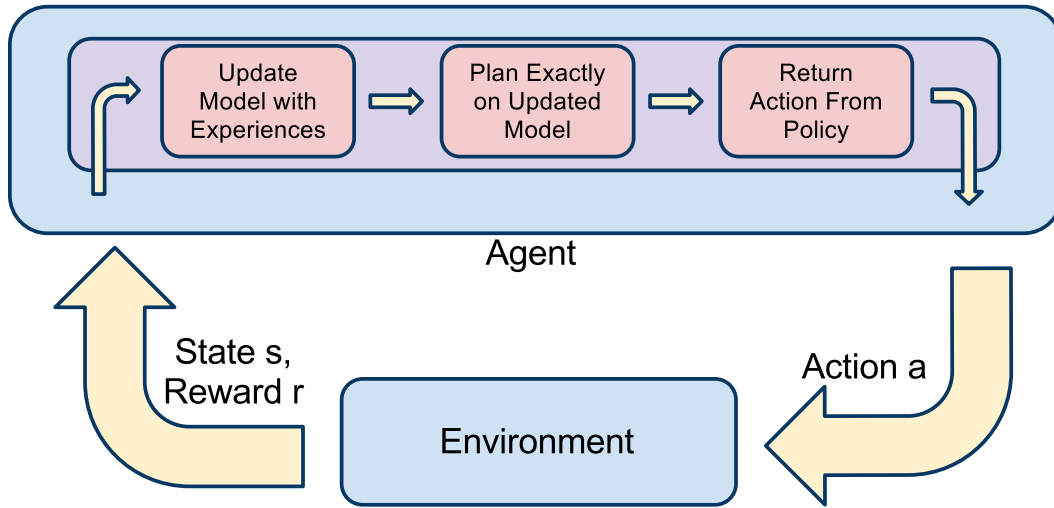 Update
Model with
Experiences
Plan Exactly
on Updated
Model
Return
Action From
Policy
Agent
State s,
Reward r
Action a
Environment